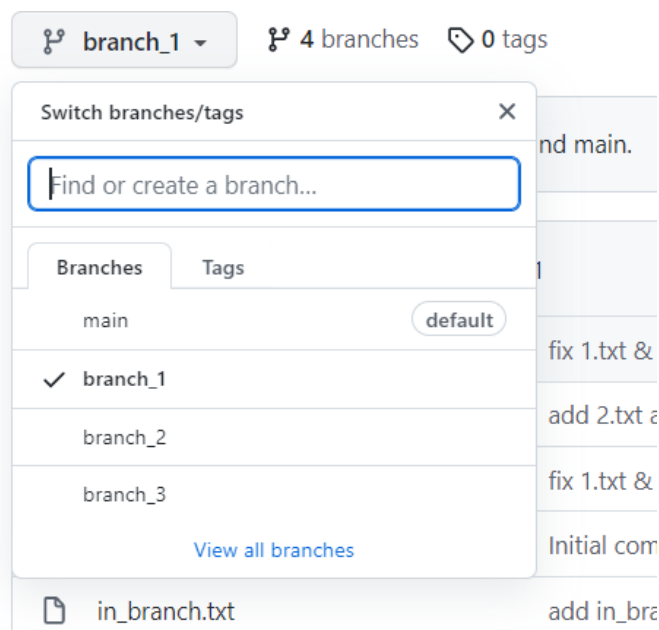 branch_1 4 branches 0 tags
Switch branches/tags
nd main.
Find or create a branch...
Branches Tags
main default
fix 1.txt &
branch_1
add 2.txt a
branch_2
fix 1.txt &
branch_3
Initial com
View all branches
in_branch.txt add in_bra